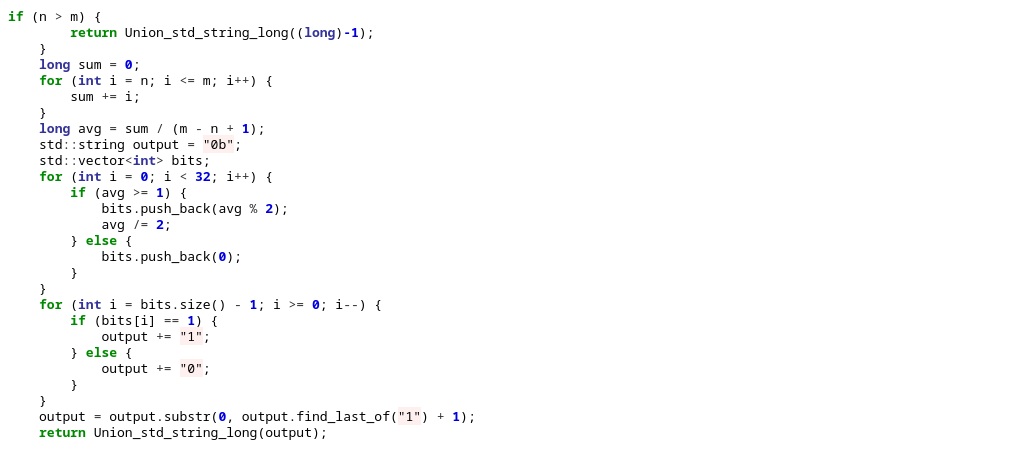 if (n > m) {
        return Union_std_string_long((long)-1);
    }
    long sum = 0;
    for (int i = n; i <= m; i++) {
        sum += i;
    }
    long avg = sum / (m - n + 1);
    std::string output = "0b";
    std::vector<int> bits;
    for (int i = 0; i < 32; i++) {
        if (avg >= 1) {
            bits.push_back(avg % 2);
            avg /= 2;
        } else {
            bits.push_back(0);
        }
    }
    for (int i = bits.size() - 1; i >= 0; i--) {
        if (bits[i] == 1) {
            output += "1";
        } else {
            output += "0";
        }
    }
    output = output.substr(0, output.find_last_of("1") + 1);
    return Union_std_string_long(output);